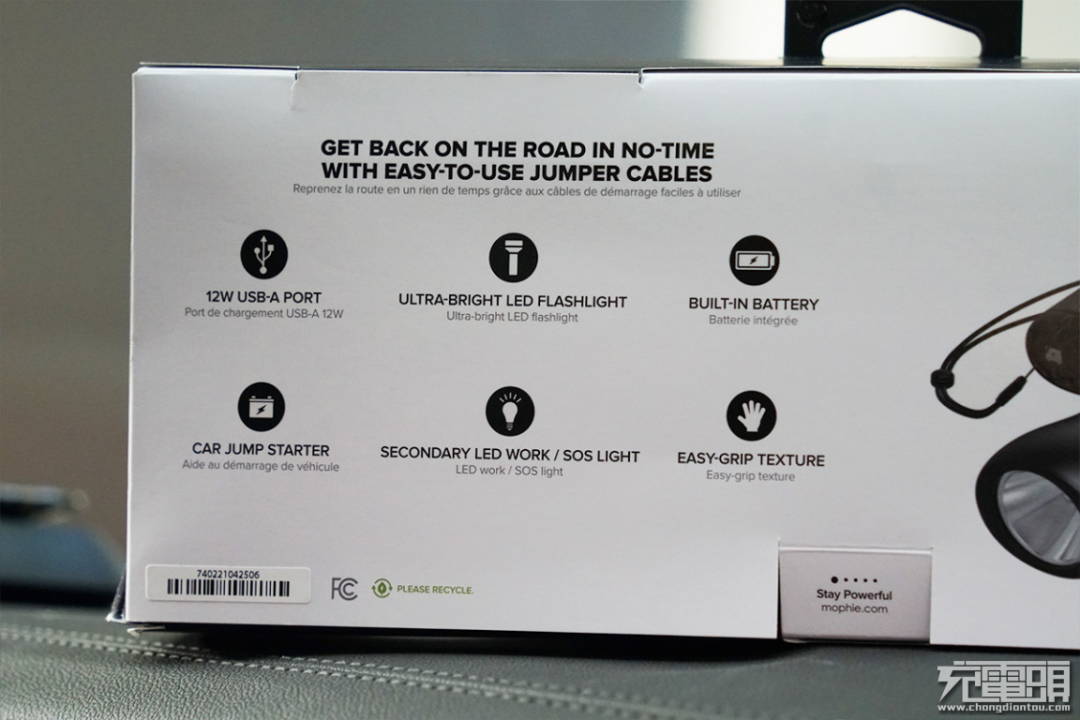 GET BACK ON THE ROAD IN NO-TIME
WITH EASY-TO-USE JUMPER CABLES
Reprenez la route en un rien de temps grâce aux câbles de démarrage faciles à utiliser
12W USB-A PORT
Port de chargement USB-A 12W
ULTRA-BRIGHT LED FLASHLIGHT
Ultra-bright LED flashlight
BUILT-IN BATTERY
Batterie intégrée
CAR JUMP STARTER
Aide au démarrage de véhicule
SECONDARY LED WORK / SOS LIGHT
LED work / SOS light
EASY-GRIP TEXTURE
Easy-grip texture
740221042506
FC
PLEASE RECYCLE.
Stay Powerful
mophie.com
充電頭
www.chongdiantou.com